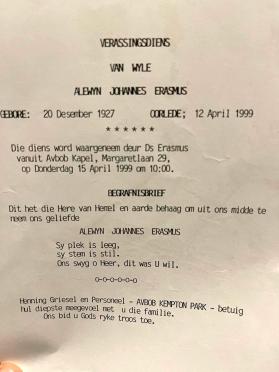 VERASSINGSDIENS
VAN WYLE
ALEWYN JOHANNES ERASMUS
GEBORE: 20 Desember 1927 OORLEDE; 12 April 1999
* * * * * *
Die diens word waargeneem deur Ds Erasmus
vanuit Avbob Kapel, Margaretlaan 29,
op Donderdag 15 April 1999 om 10:00.
BEGRAFNISBRIEF
Dit het die Here van Hemel en aarde behaag om uit ons midde te
neem ons geliefde
ALEWYN JOHANNES ERASMUS
Sy plek is leeg,
sy stem is stil.
Ons swyg o Heer, dit was U wil.
o-o-o-o-o-o
Henning Griesel en Personeel - AVBOB KEMPTON PARK - betuig
hul diepste meegevoel met u die familie.
Ons bid u Gods ryke troos toe.